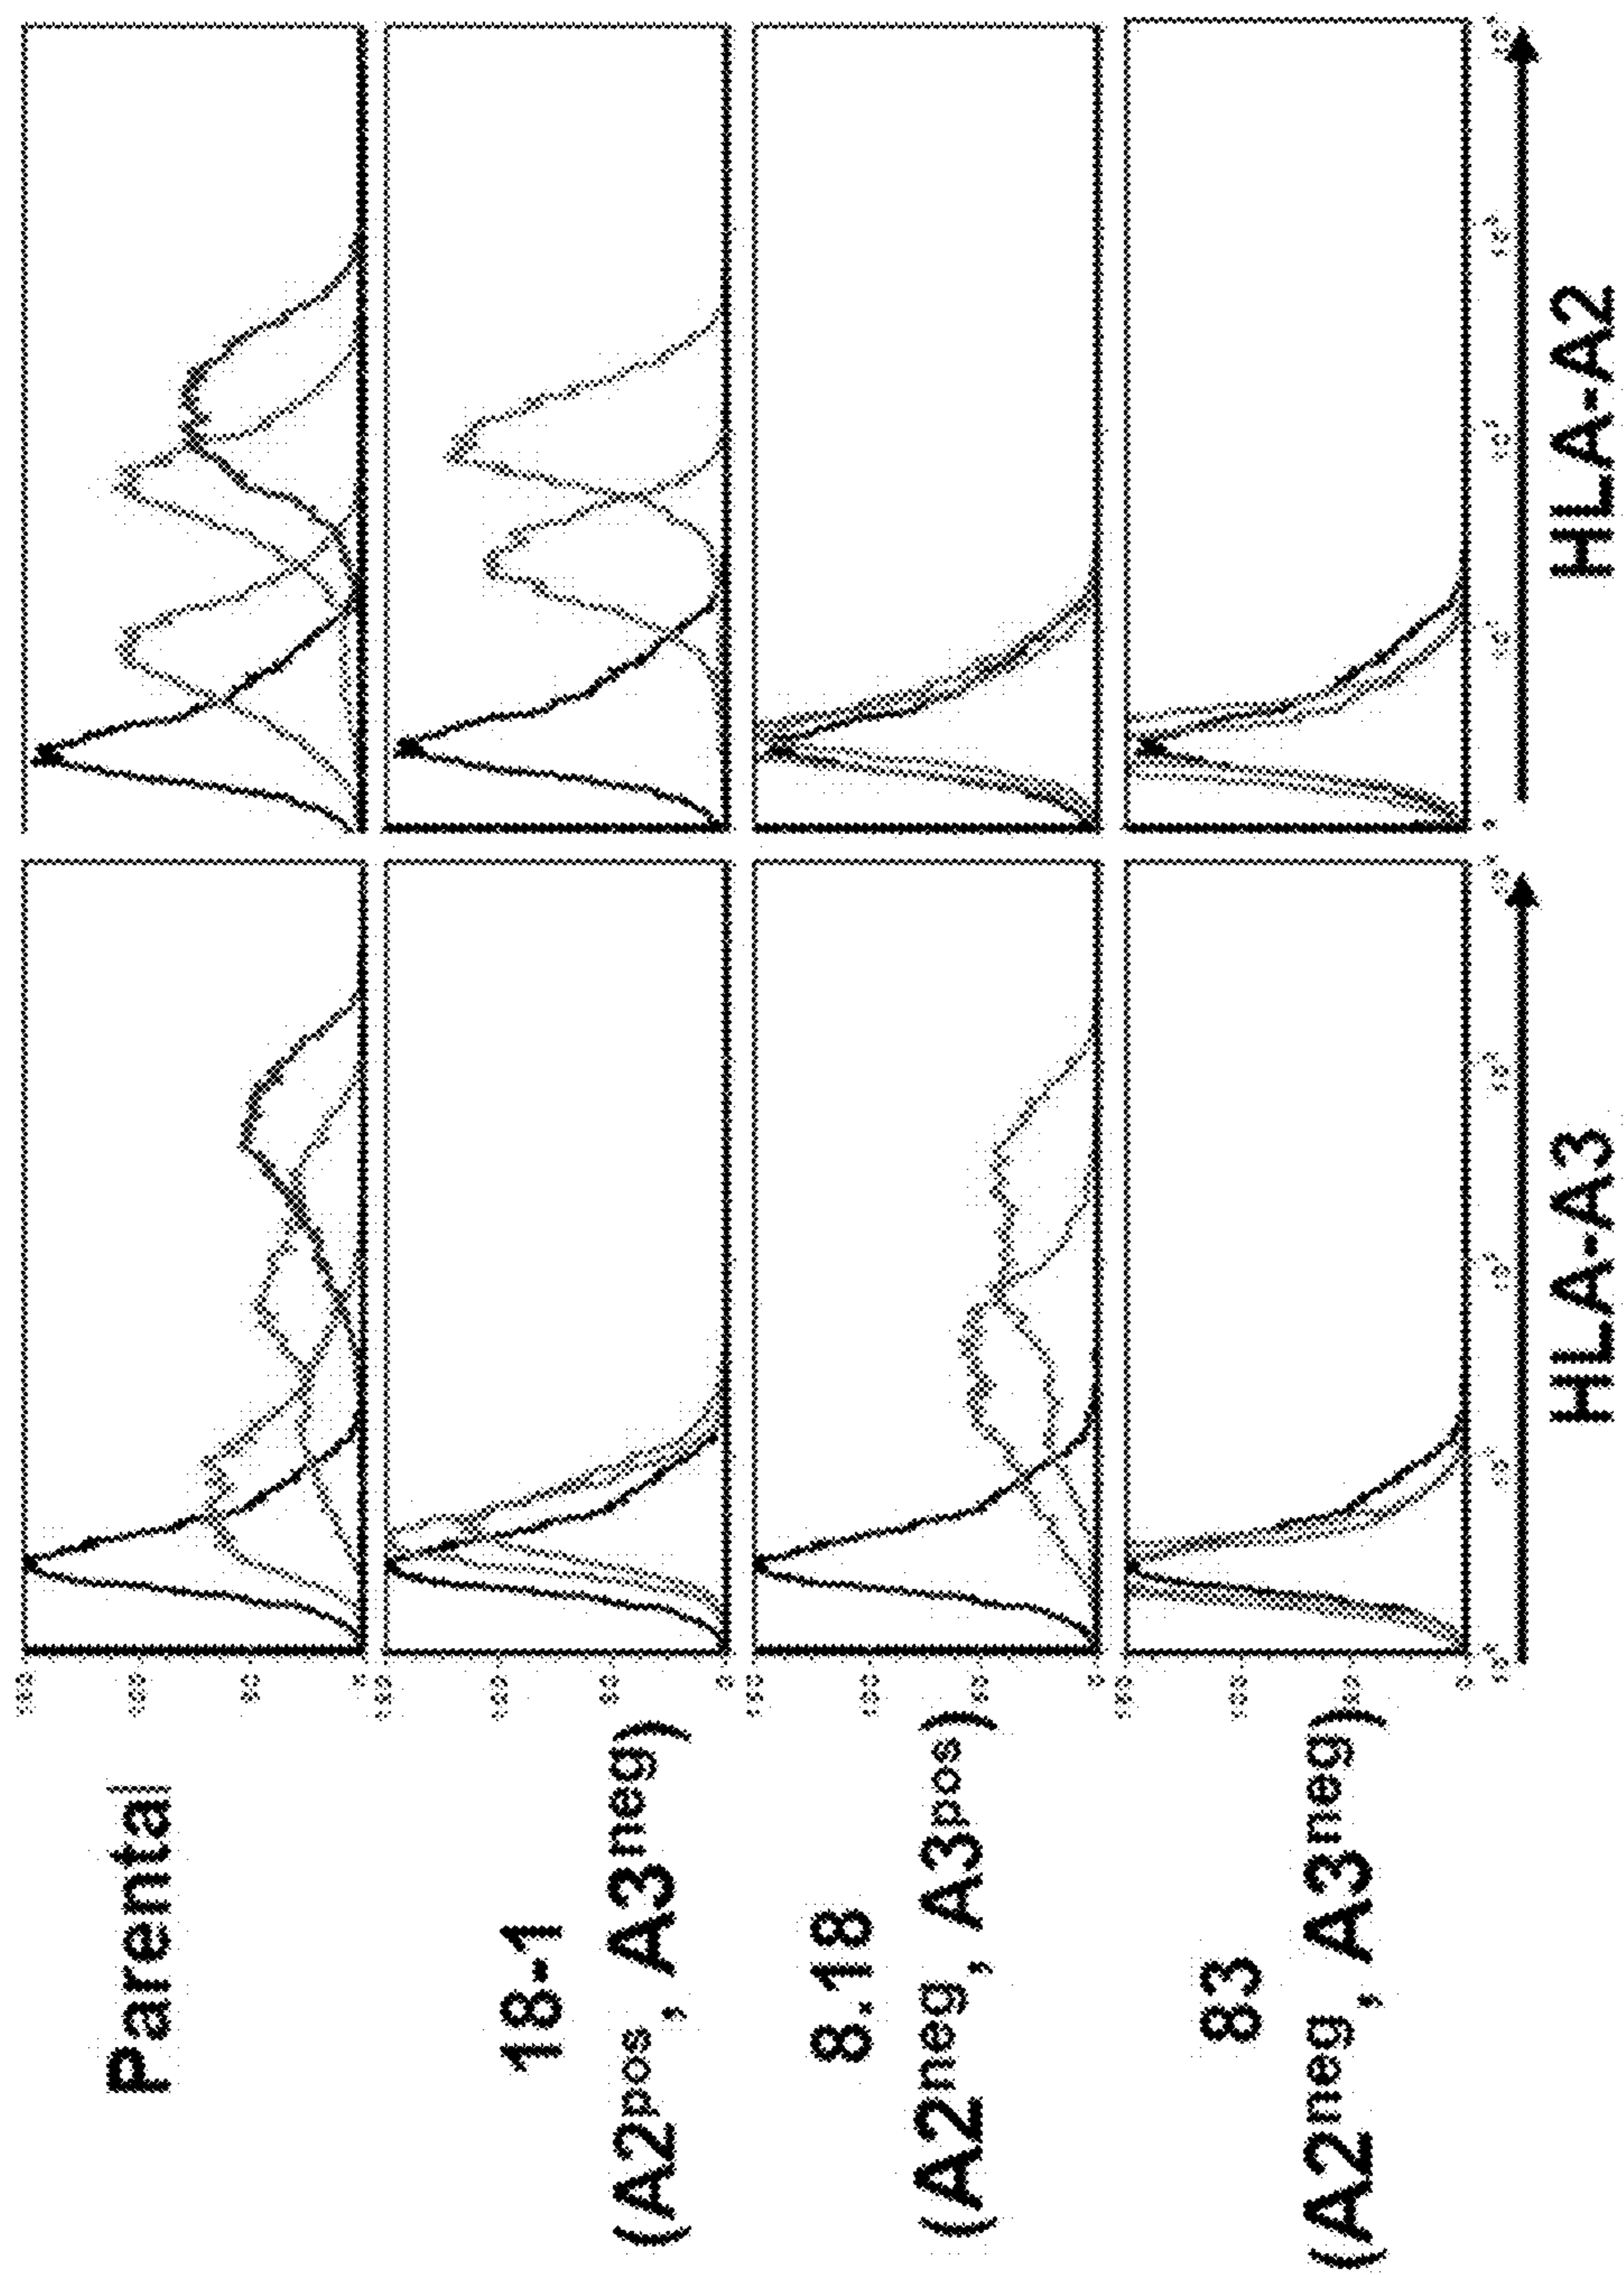 Parental
18-1
(A2pos, A3neg)
8.18
(A2neg, A3pos)
83
(A2neg, A3neg)
HLA-A3
HLA-A2